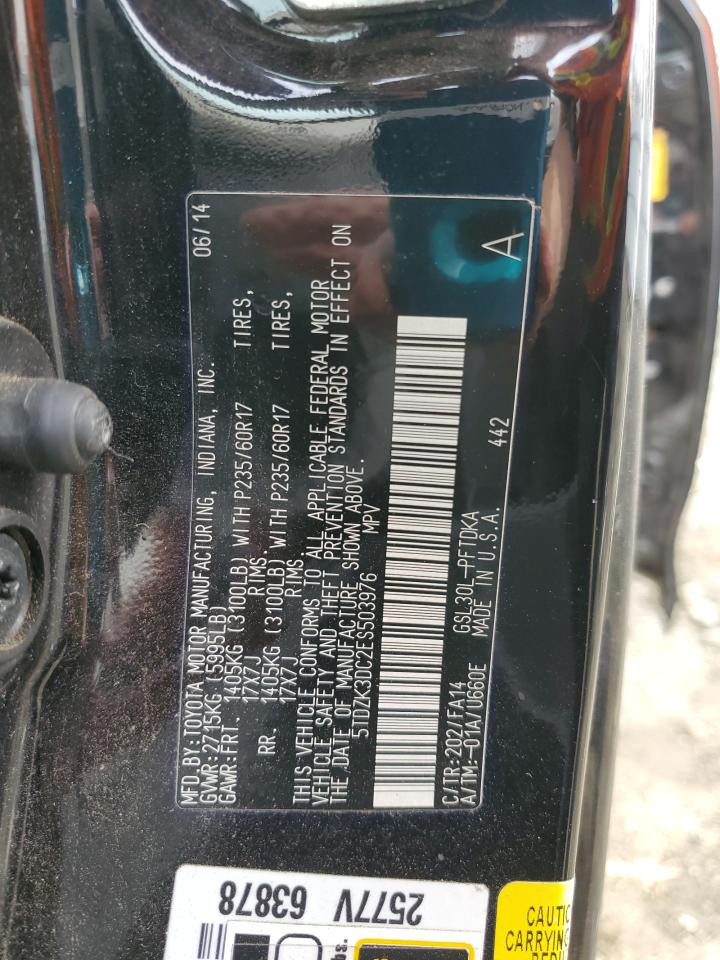 MFD.BY:TOYOTA MOTOR MANUFACTURING, INDIANA, INC. 06/14
GVWR:2715KG (5995LB)
GAWR:FRT. 1405KG (3100LB) WITH P235/60R17 TIRES,
17X7J RIMS,
RR. 1405KG (3100LB) WITH P235/60R17 TIRES,
17X7J RIMS
THIS VEHICLE CONFORMS TO ALL APPLICABLE FEDERAL MOTOR
VEHICLE SAFETY AND THEFT PREVENTION STANDARDS IN EFFECT ON
THE DATE OF MANUFACTURE SHOWN ABOVE.
5TDZK3DC2ES503976 MPV
C/TR:202/FA14 GSL30L-PFTDKA 442 A
A/TM:-01A/U660E MADE IN U.S.A.
2577V
63878
CARRYING